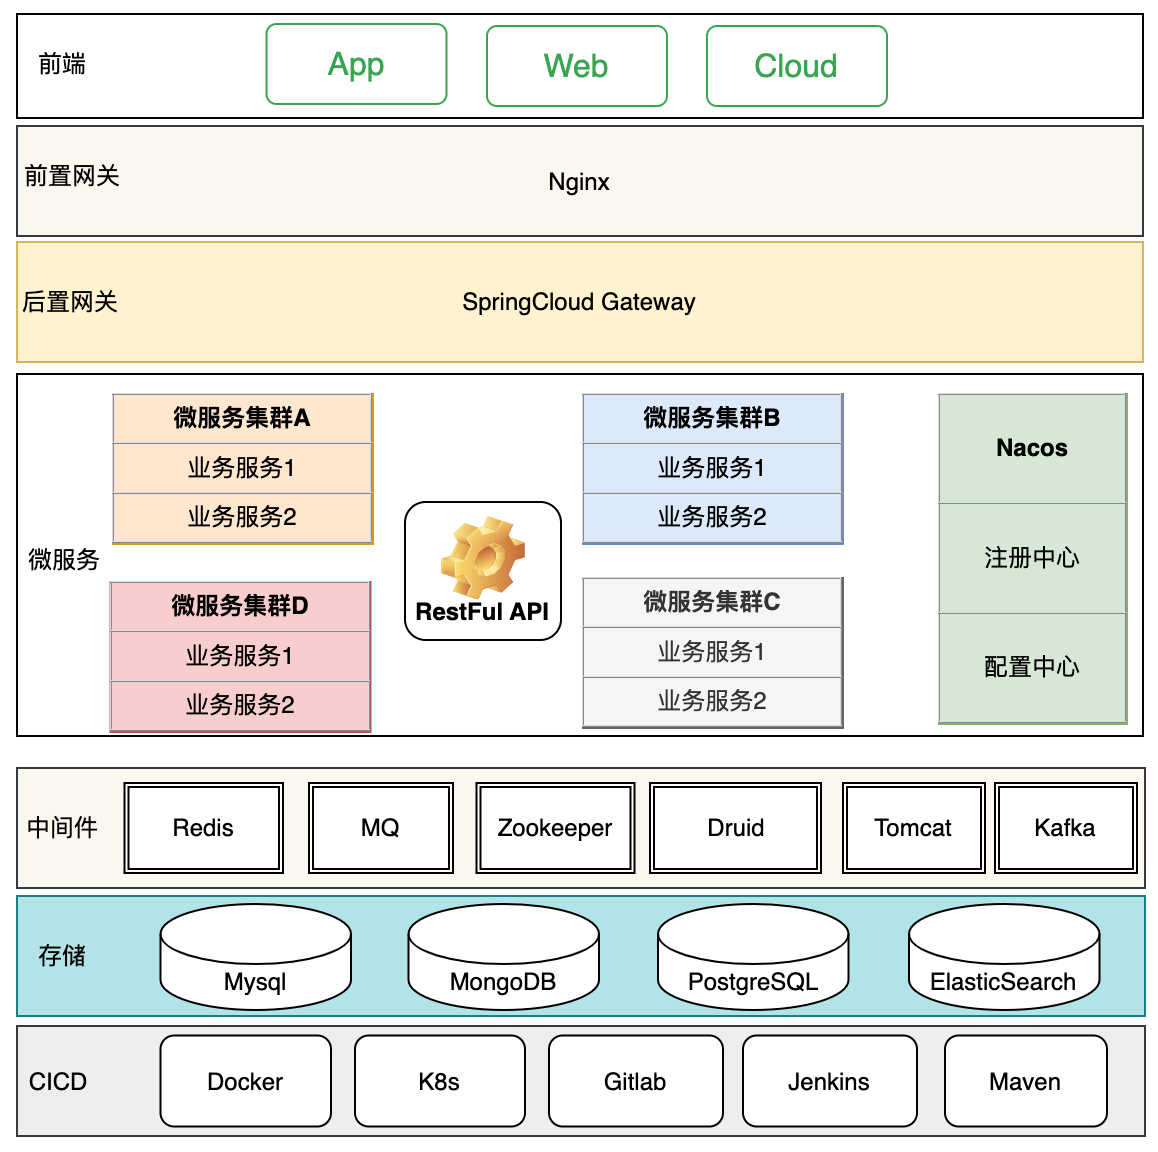 前端
App
Web
Cloud
前置网关
Nginx
后置网关
SpringCloud Gateway
微服务
微服务集群A
业务服务1
业务服务2
微服务集群B
业务服务1
业务服务2
Nacos
注册中心
配置中心
RestFul API
微服务集群D
业务服务1
业务服务2
微服务集群C
业务服务1
业务服务2
中间件
Redis
MQ
Zookeeper
Druid
Tomcat
Kafka
存储
Mysql
MongoDB
PostgreSQL
ElasticSearch
CICD
Docker
K8s
Gitlab
Jenkins
Maven